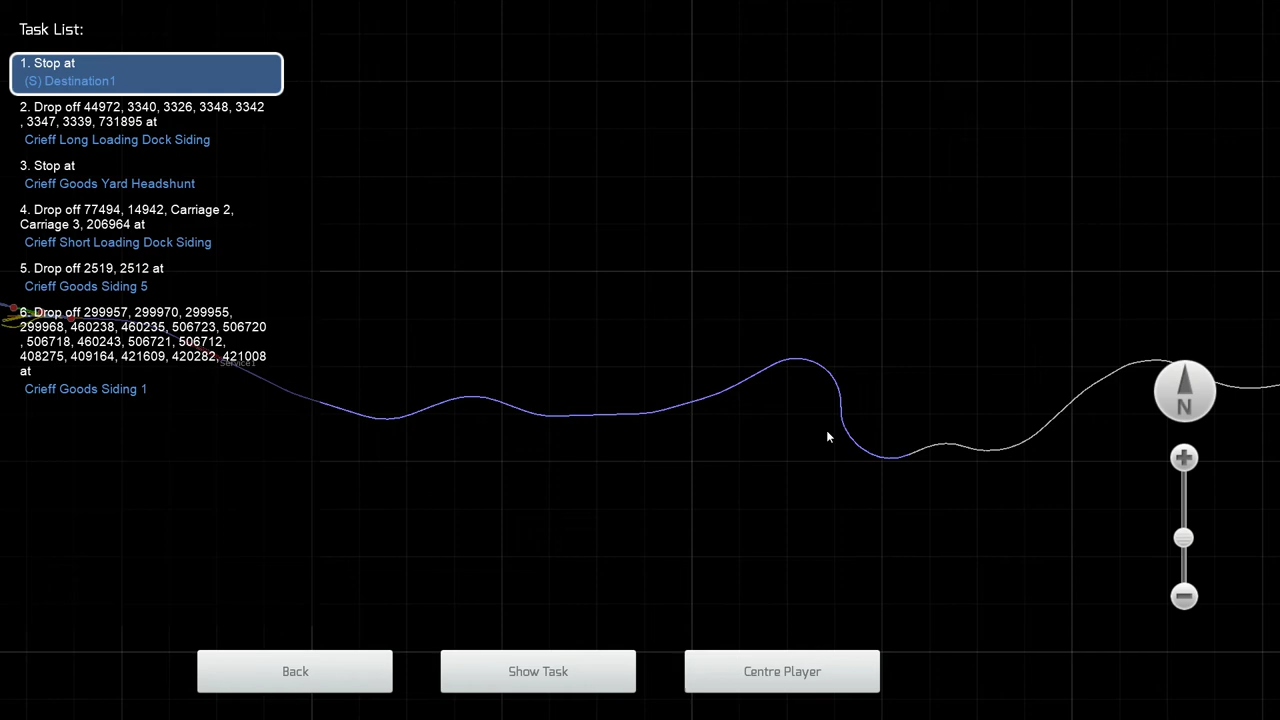 Task List:
1. Stop at
(S) Destination1
2. Drop off 44972, 3340, 3326, 3348, 3342
, 3347, 3339, 731895 at
Crieff Long Loading Dock Siding
3. Stop at
Crieff Goods Yard Headshunt
4. Drop off 77494, 14942, Carriage 2,
Carriage 3, 206964 at
Crieff Short Loading Dock Siding
5. Drop off 2519, 2512 at
Crieff Goods Siding 5
6. Drop off 299957, 299970, 299955,
299968, 460238, 460235, 506723, 506720
, 506718, 460243, 506721, 506712,
408275, 409164, 421609, 420282, 421008
at
Service1
Crieff Goods Siding 1
N
Back
Show Task
Centre Player